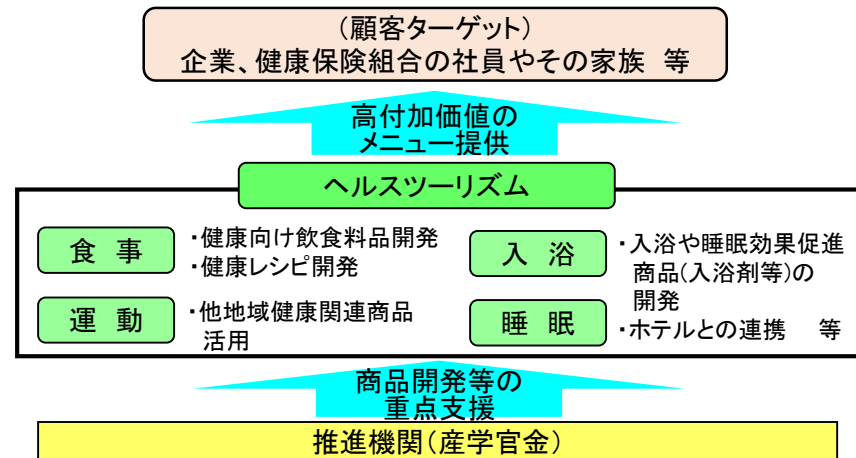 (顧客ターゲット)
企業、健康保険組合の社員やその家族 等
高付加価値の
メニュー提供
ヘルスツーリズム
食 事
・健康向け飲食料品開発
・健康レシピ開発
運 動
・他地域健康関連商品
活用
入 浴
・入浴や睡眠効果促進
商品(入浴剤等)の
開発
睡 眠
・ホテルとの連携 等
商品開発等の
重点支援
推進機関(産学官金)